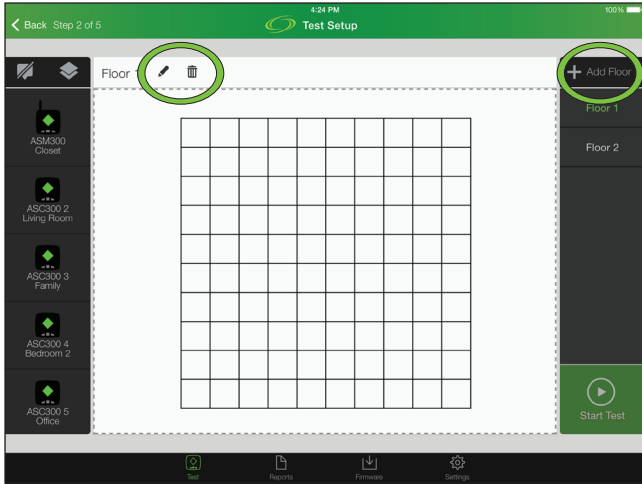 4:24 PM
100%
Back Step 2 of 5
Test Setup
Floor 1
Add Floor
Floor 1
Floor 2
ASM300
Closet
ASC300 2
Living Room
ASC300 3
Family
ASC300 4
Bedroom 2
ASC300 5
Office
Start Test
Test
Reports
Firmware
Settings